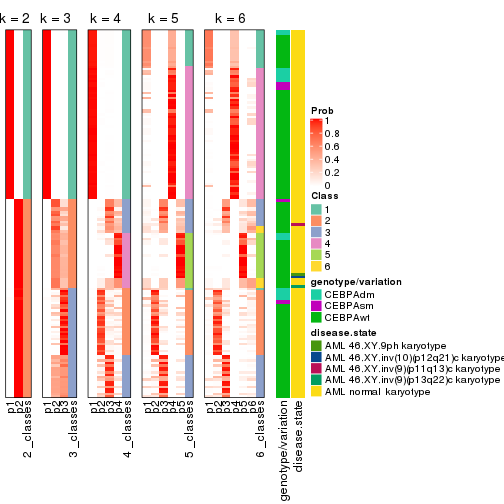 k = 2 k = 3 k = 4 k = 5 k = 6
Prob
1
0.8
0.6
0.4
0.2
0
Class
1
2
3
4
5
6
genotype/variation
CEBPAdm
CEBPAsm
CEBPAwt
disease.state
AML 46.XY.9ph karyotype
AML 46.XY.inv(10)(p12q21)c karyotype
AML 46.XY.inv(9)(p11q13)c karyotype
AML 46.XY.inv(9)(p13q22)c karyotype
AML normal karyotype
p1 p2 2_classes p1 p2 p3 3_classes p1 p2 p3 p4 4_classes p1 p2 p3 p4 p5 5_classes p1 p2 p3 p4 p5 p6 6_classes genotype/variation disease.state